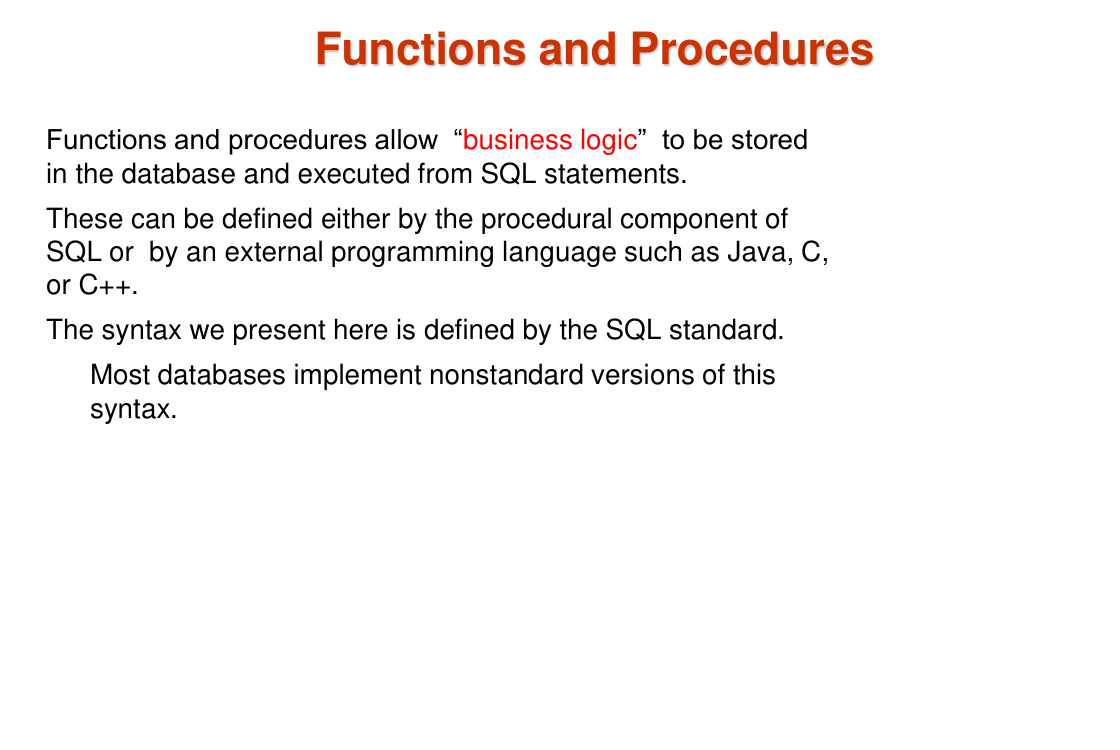 Functions and Procedures
Functions and procedures allow “business logic” to be stored
in the database and executed from SQL statements.
These can be defined either by the procedural component of
SQL or by an external programming language such as Java, C,
or C++.
The syntax we present here is defined by the SQL standard.
Most databases implement nonstandard versions of this
syntax.